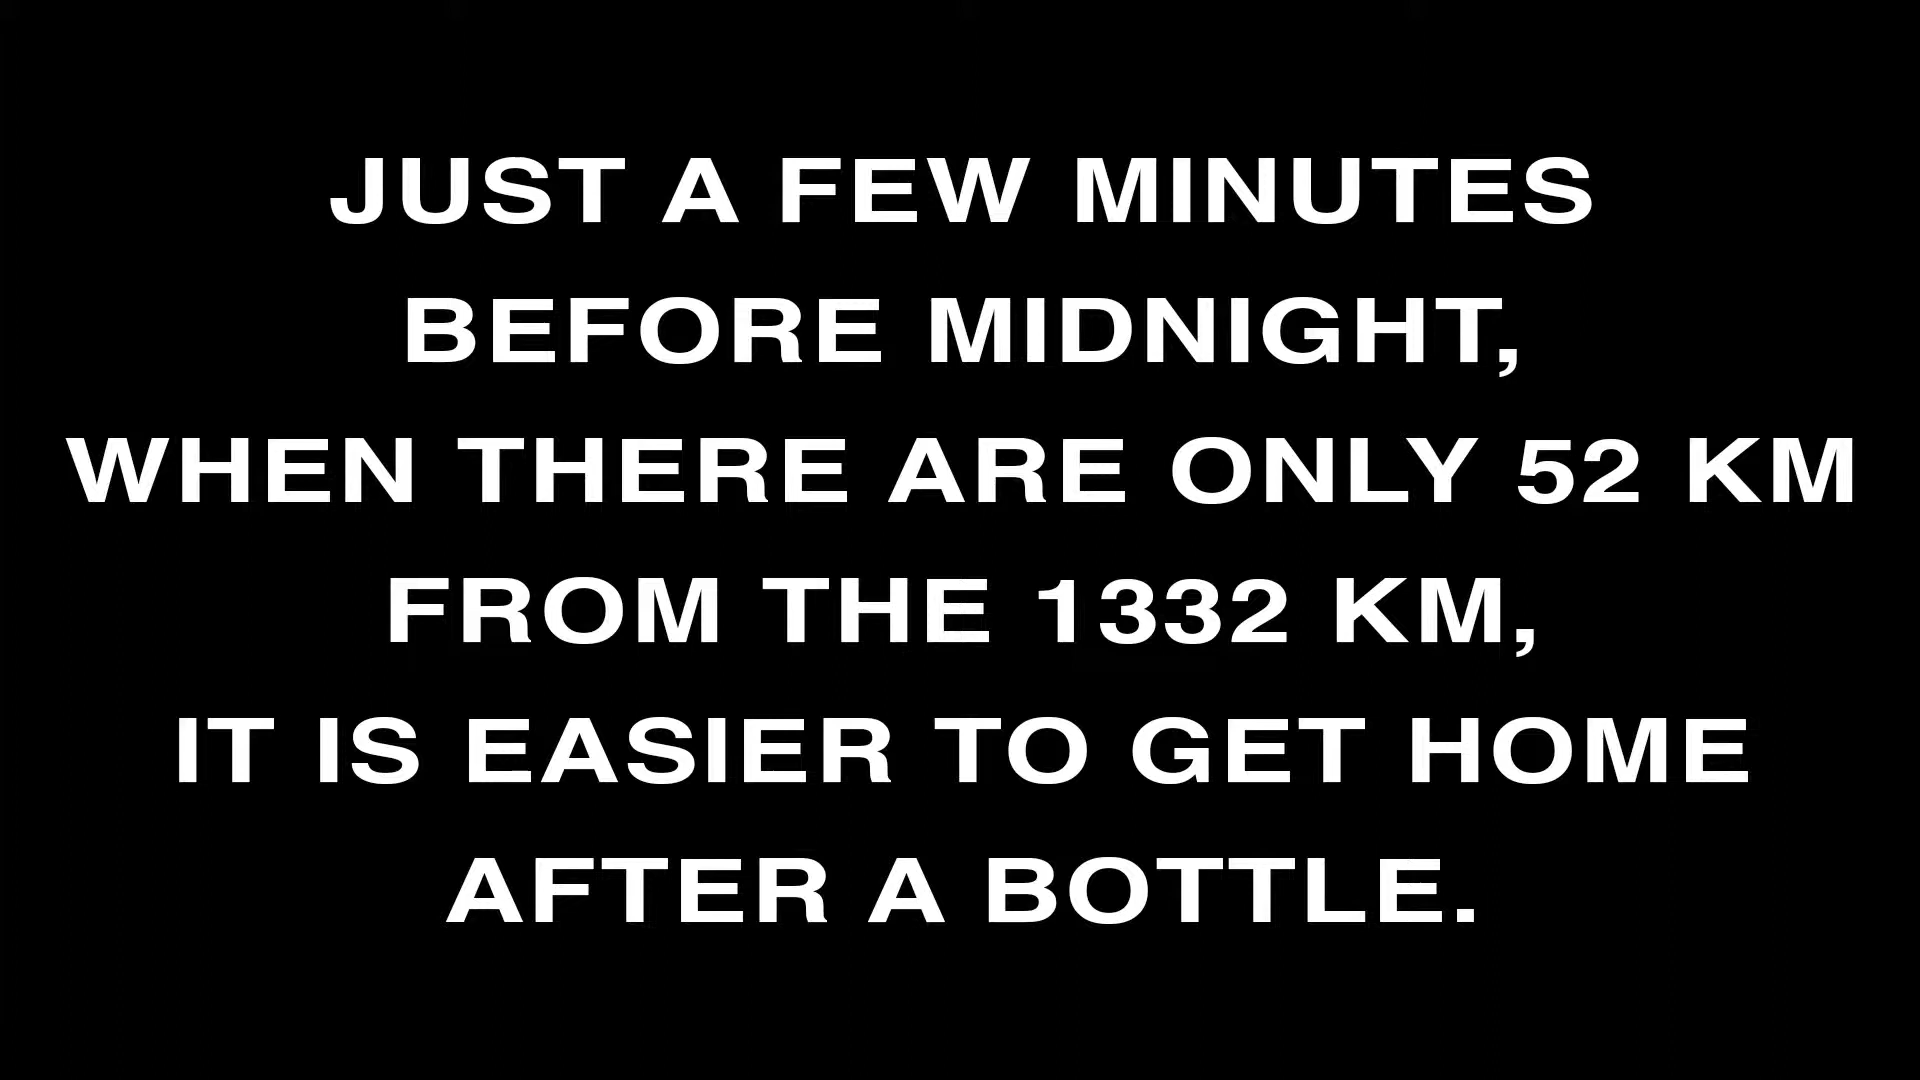 JUST A FEW MINUTES
BEFORE MIDNIGHT,
WHEN THERE ARE ONLY 52 KM
FROM THE 1332 KM,
IT IS EASIER TO GET HOME
AFTER A BOTTLE.